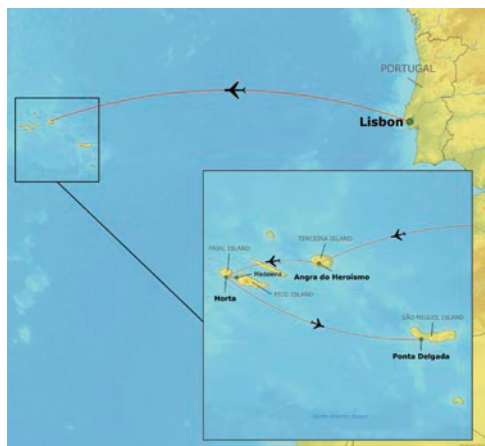 PORTUGAL
Lisbon
TERCEIRA ISLAND
FAIAL ISLAND
Madalena
Angra do Heroismo
PICO ISLAND
Horta
SÃO MIGUEL ISLAND
Ponta Delgada